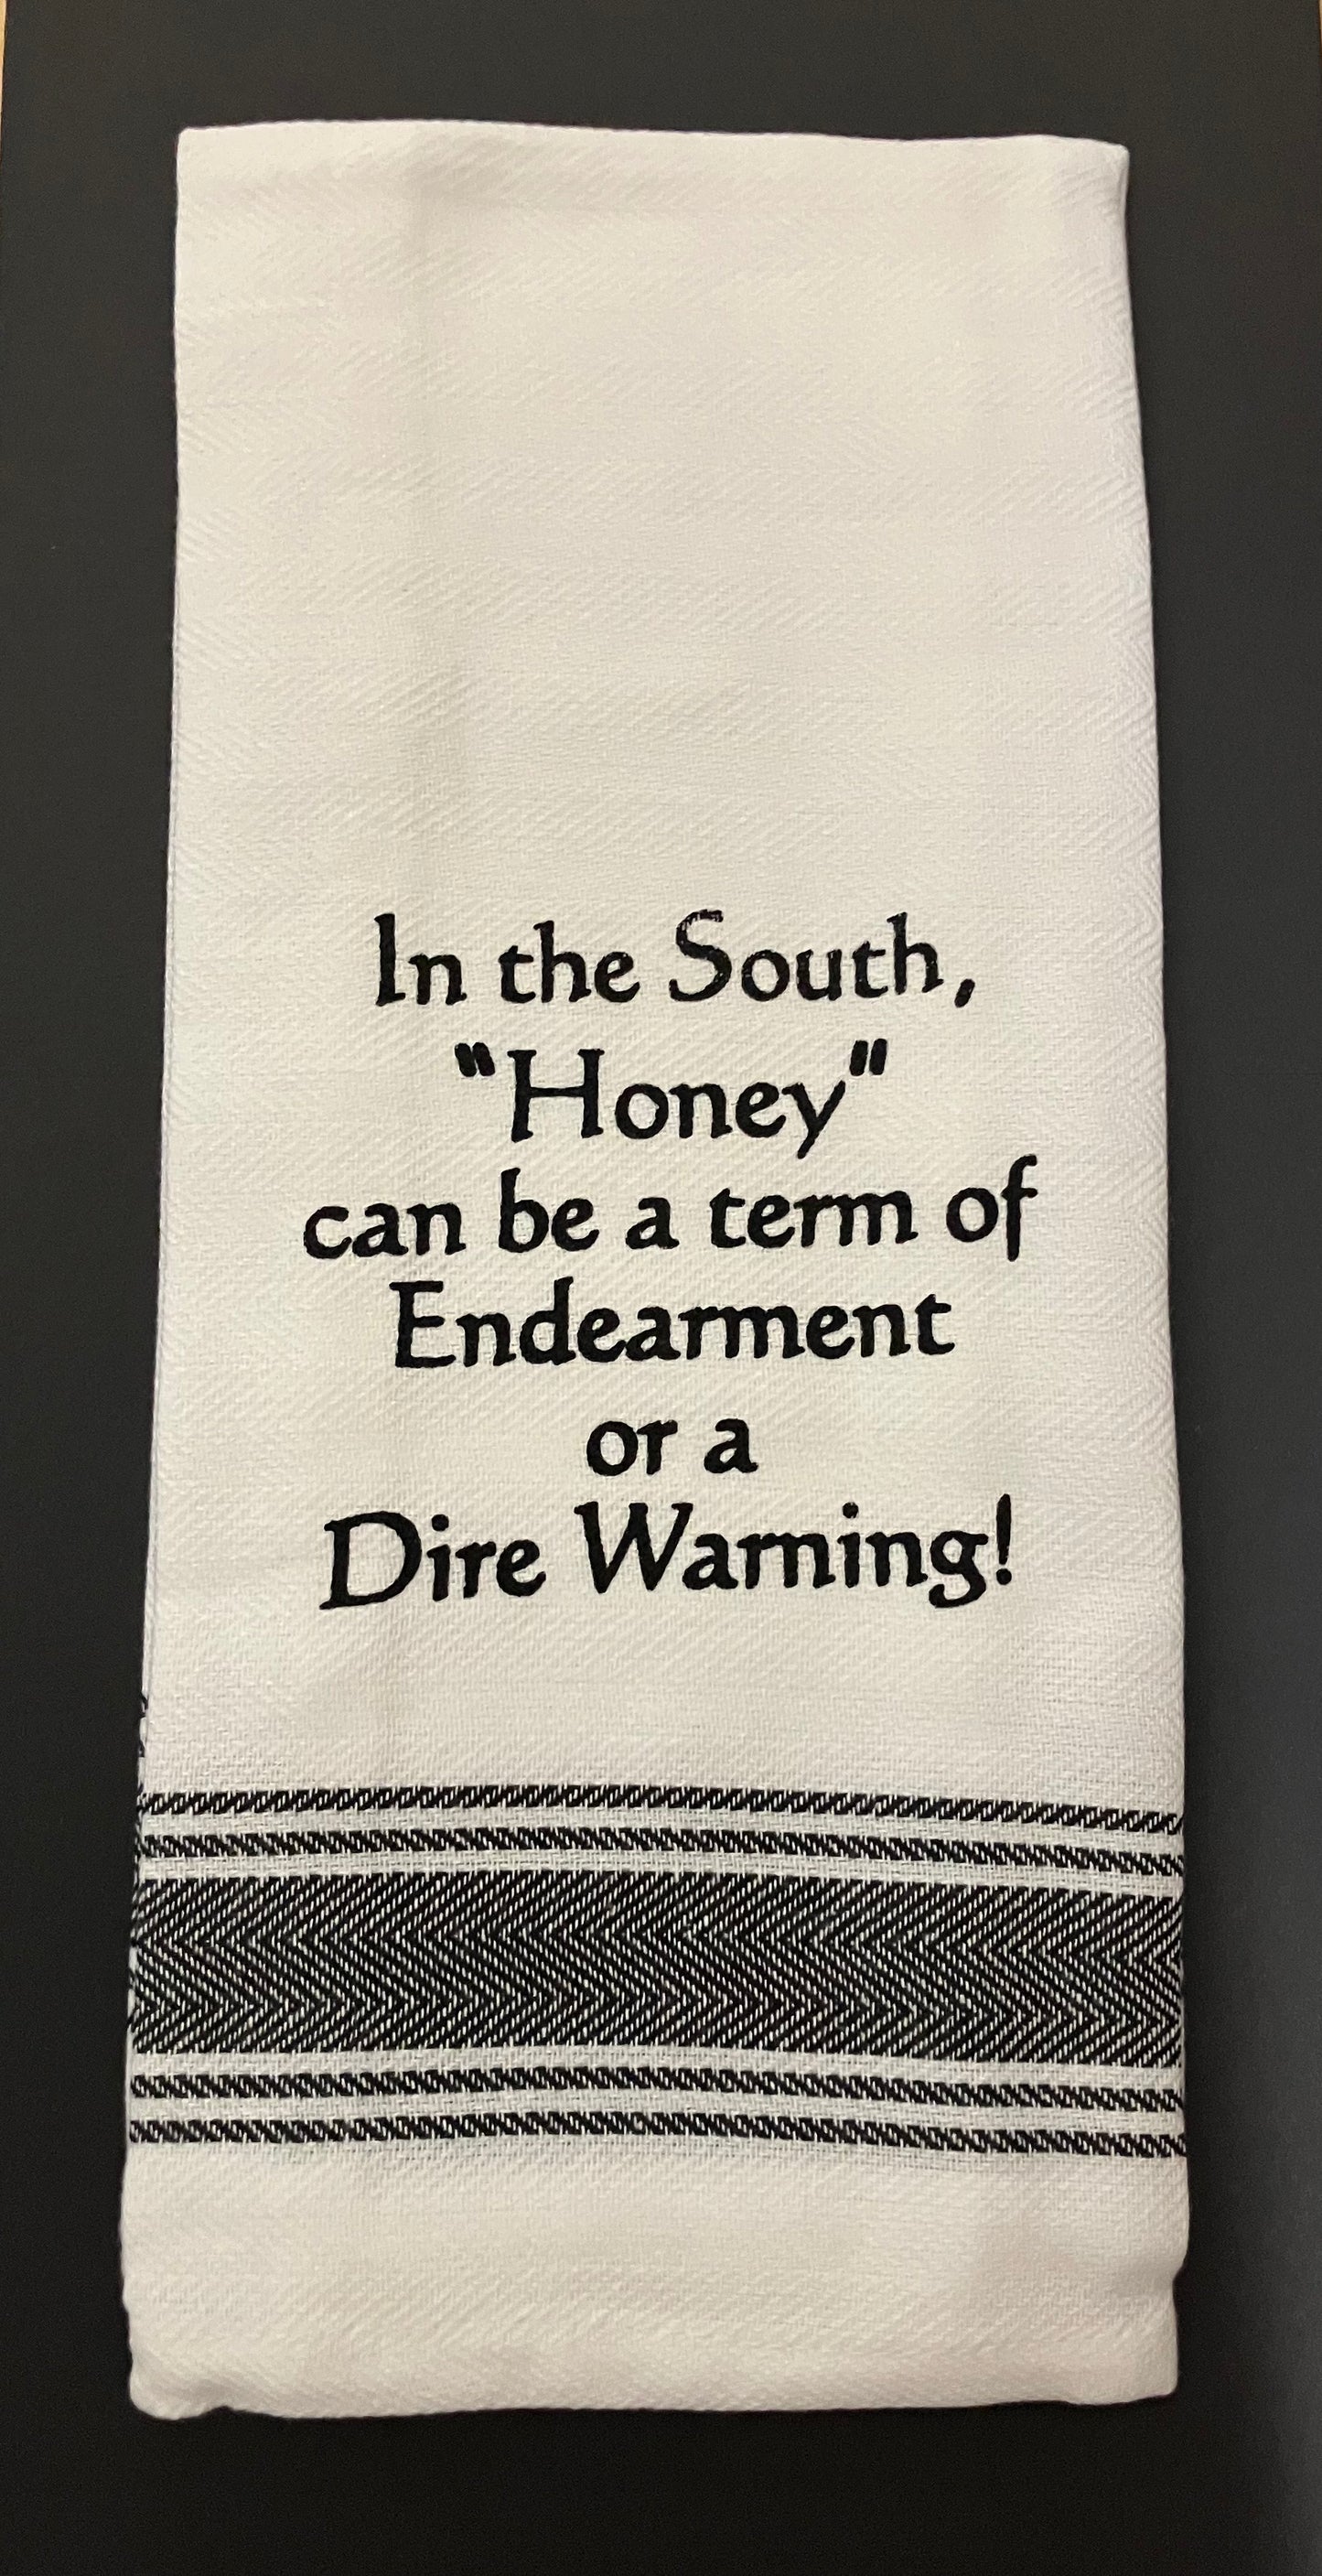 In the South,
"Honey"
can be a term of
Endearment
or a
Dire Warning!